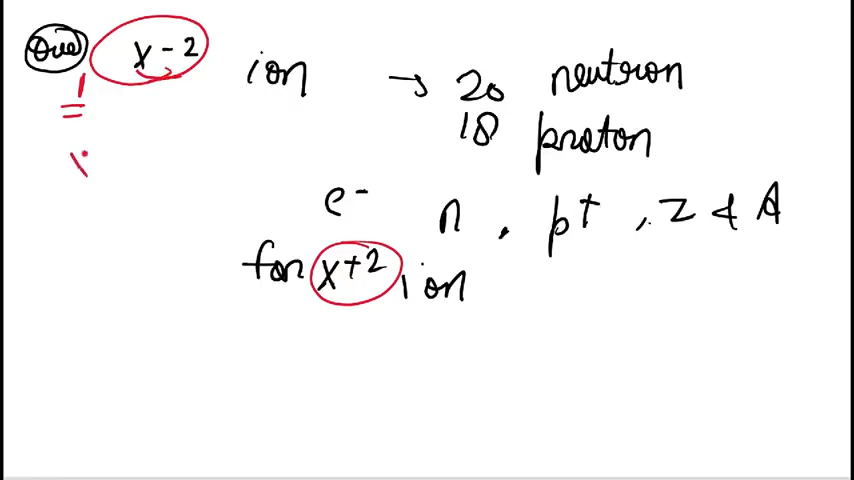 Que x-2 ion → 20 neutron
18 proton
e- n, p+, Z & A
for x+2 ion